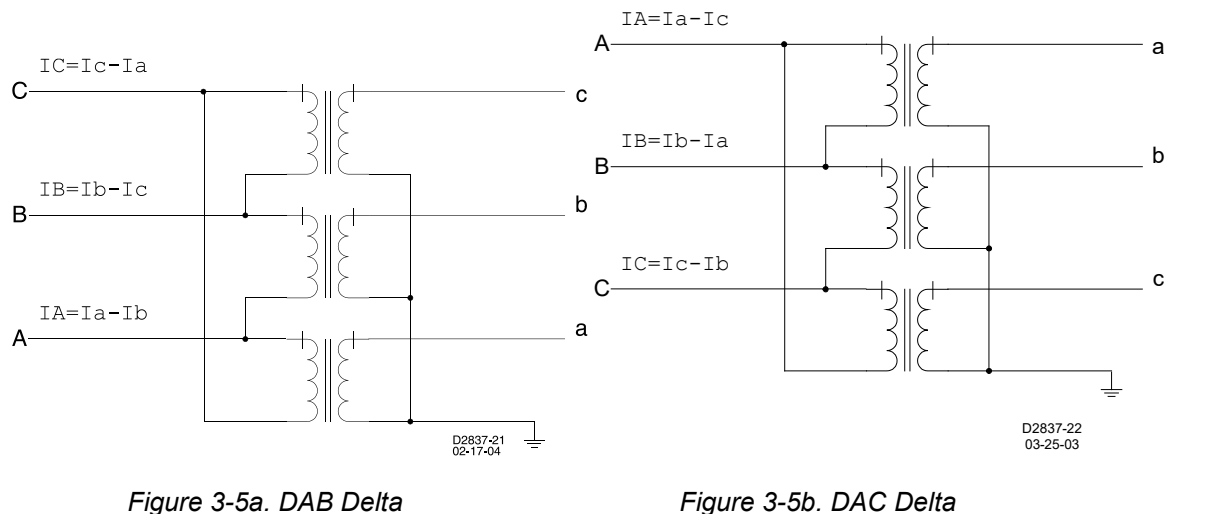 IC=Ic-Ia
C
c
IB=Ib-Ic
B
b
IA=Ia-Ib
A
a
D2837-21
02-17-04
Figure 3-5a. DAB Delta
IA=Ia-Ic
A
a
IB=Ib-Ia
B
b
IC=Ic-Ib
C
c
D2837-22
03-25-03
Figure 3-5b. DAC Delta